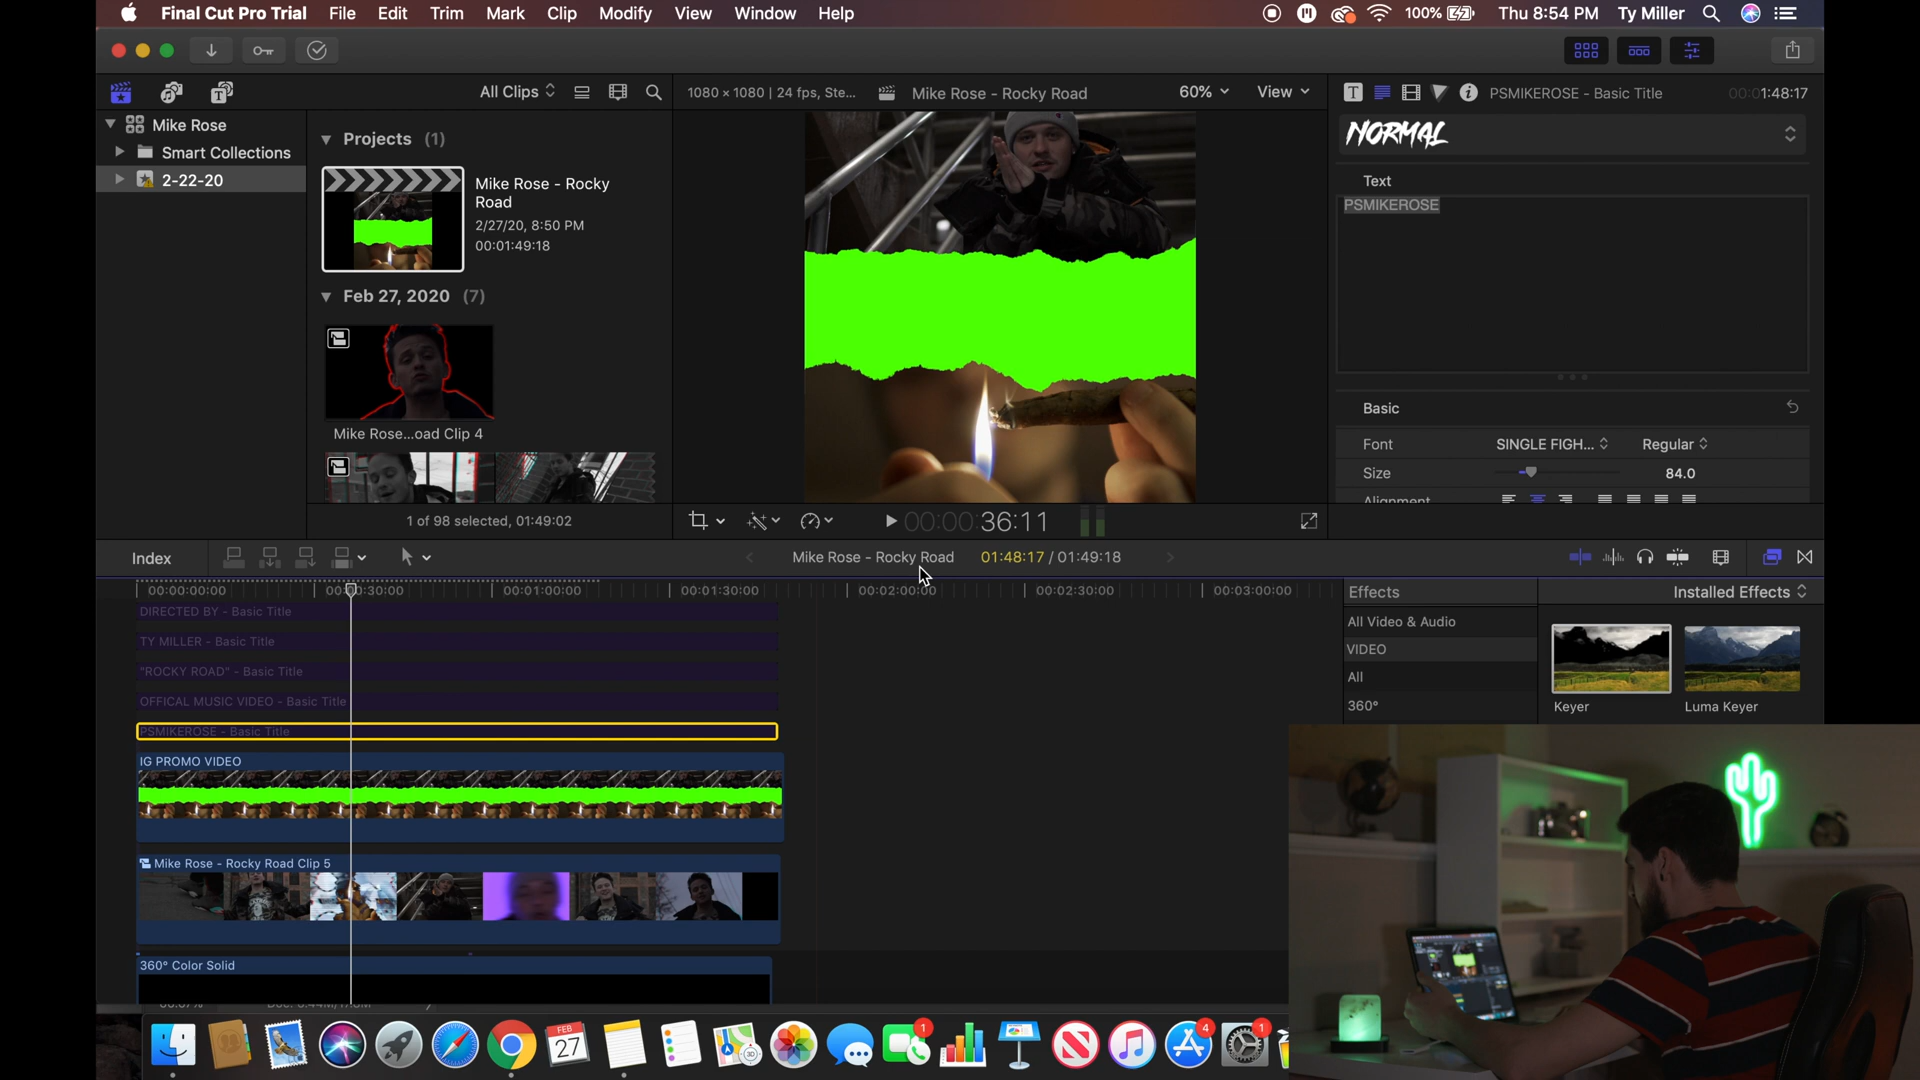 Final Cut Pro Trial File Edit Trim Mark Clip Modify View Window Help 100% Thu 8:54 PM Ty Miller
All Clips 1080 × 1080 | 24 fps, Ste... Mike Rose - Rocky Road 60% View PSMIKEROSE - Basic Title 00:01:48:17
Mike Rose
Smart Collections
2-22-20
Projects (1)
Mike Rose - Rocky
Road
2/27/20, 8:50 PM
00:01:49:18
Feb 27, 2020 (7)
Mike Rose...oad Clip 4
1 of 98 selected, 01:49:02
00:00:36:11
NORMAL
Text
PSMIKEROSE
Basic
Font SINGLE FIGH... Regular
Size 84.0
Alignment
Index Mike Rose - Rocky Road 01:48:17 / 01:49:18
00:00:00:00 00:00:30:00 00:01:00:00 00:01:30:00 00:02:00:00 00:02:30:00 00:03:00:00
DIRECTED BY - Basic Title
TY MILLER - Basic Title
"ROCKY ROAD" - Basic Title
OFFICAL MUSIC VIDEO - Basic Title
PSMIKEROSE - Basic Title
IG PROMO VIDEO
Mike Rose - Rocky Road Clip 5
360° Color Solid
Effects Installed Effects
All Video & Audio
VIDEO
All
360°
Keyer Luma Keyer
FEB
27
1
4
1